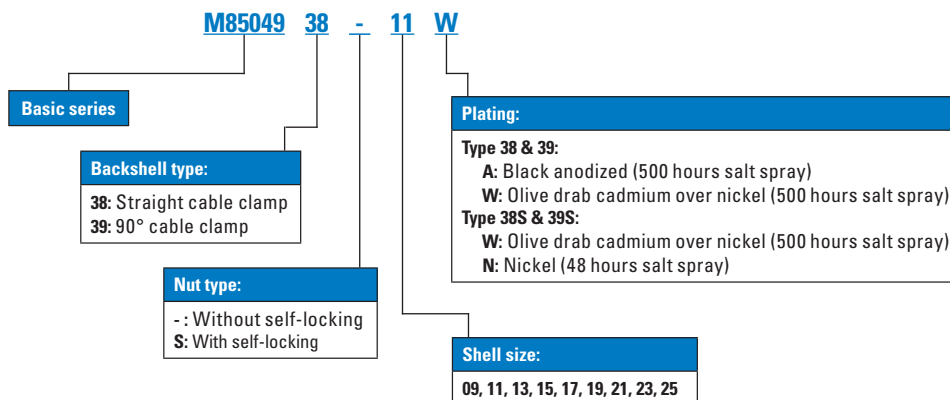 M85049 38 - 11 W
Basic series
Backshell type:
38: Straight cable clamp
39: 90° cable clamp
Nut type:
- : Without self-locking
S: With self-locking
Shell size:
09, 11, 13, 15, 17, 19, 21, 23, 25
Plating:
Type 38 & 39:
A: Black anodized (500 hours salt spray)
W: Olive drab cadmium over nickel (500 hours salt spray)
Type 38S & 39S:
W: Olive drab cadmium over nickel (500 hours salt spray)
N: Nickel (48 hours salt spray)